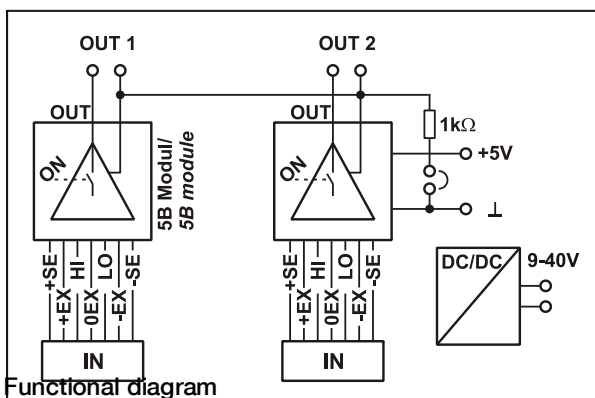 OUT 1
OUT 2
OUT
OUT
1kΩ
ON
5B Modul/
5B module
ON
+5V
⊥
+SE
+EX
HI
0EX
LO
-EX
-SE
+SE
+EX
HI
0EX
LO
-EX
-SE
DC/DC
9-40V
IN
IN
Functional diagram